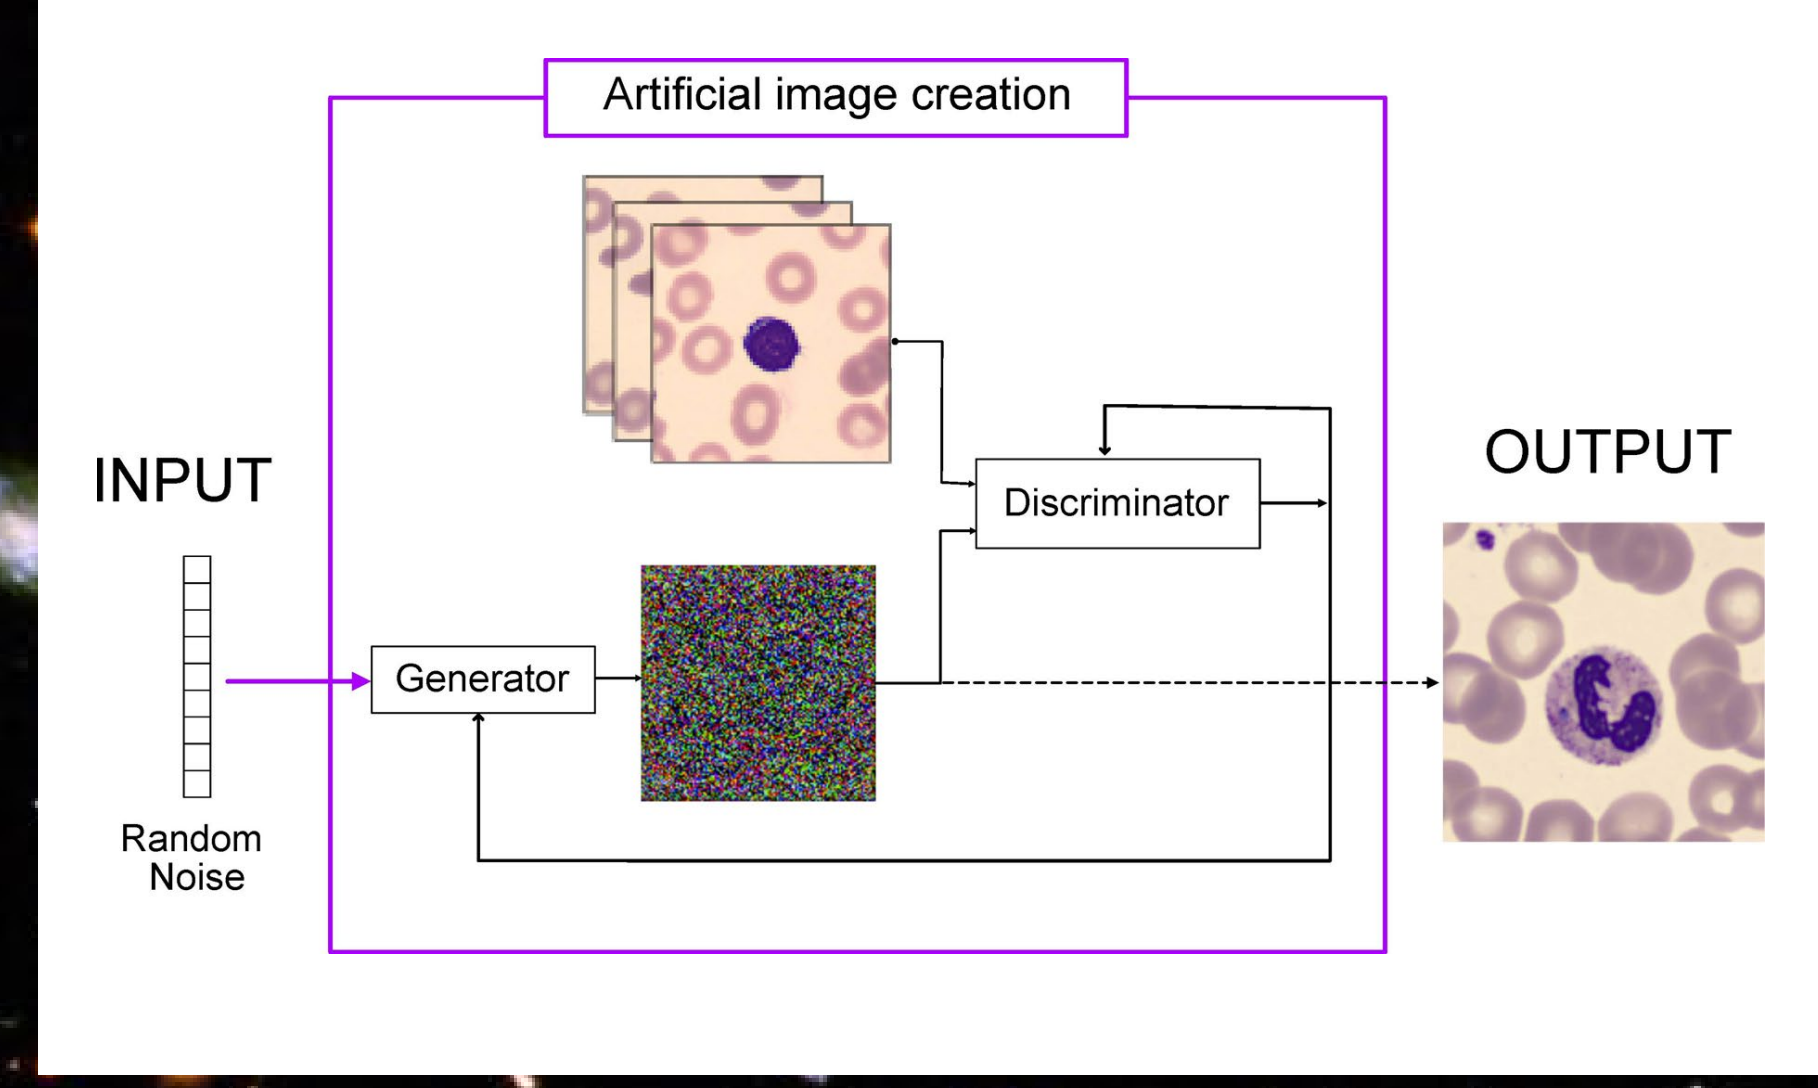 Artificial image creation
INPUT
OUTPUT
Discriminator
Generator
Random
Noise